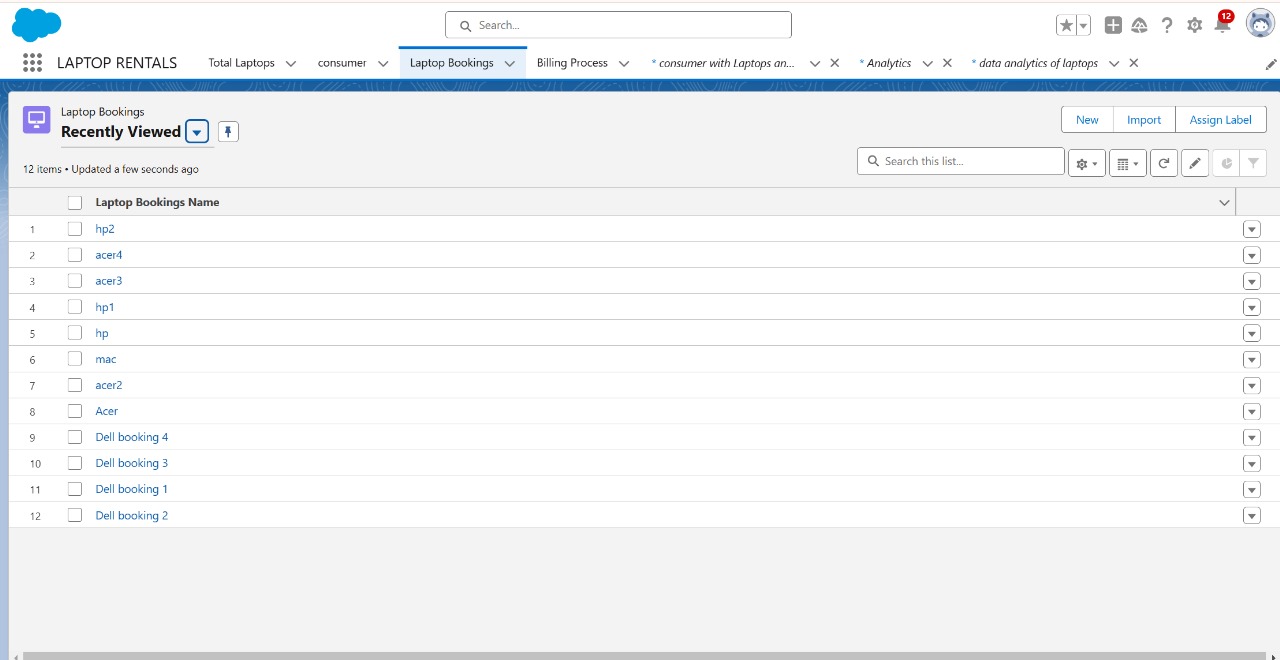 Search...
12
LAPTOP RENTALS Total Laptops consumer Laptop Bookings Billing Process * consumer with Laptops an... * Analytics * data analytics of laptops
Laptop Bookings
Recently Viewed
New Import Assign Label
12 items • Updated a few seconds ago
Search this list...
Laptop Bookings Name
1 hp2
2 acer4
3 acer3
4 hp1
5 hp
6 mac
7 acer2
8 Acer
9 Dell booking 4
10 Dell booking 3
11 Dell booking 1
12 Dell booking 2